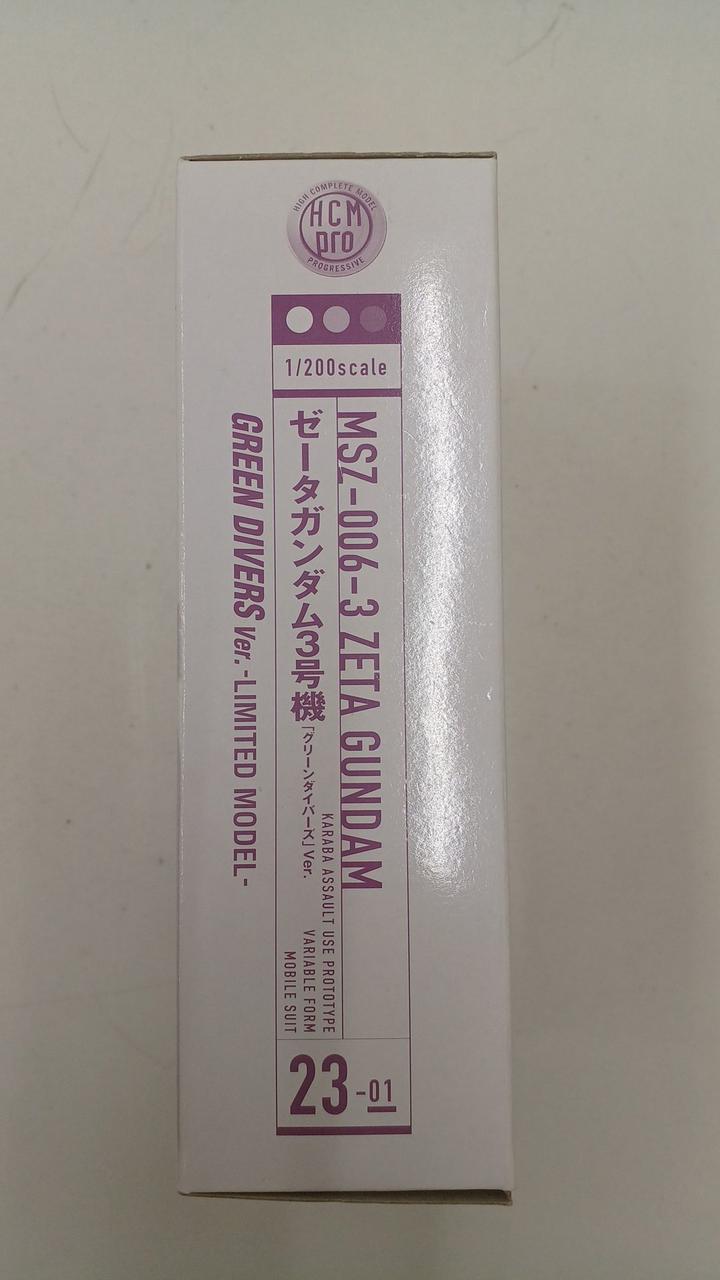 HIGH COMPLETE MODEL
HCM
pro
PROGRESSIVE
1/200scale
MSZ-006-3 ZETA GUNDAM
ゼータガンダム3号機
「グリーンダイバーズ」Ver.
KARABA ASSAULT USE PROTOTYPE
VARIABLE FORM
MOBILE SUIT
GREEN DIVERS Ver. -LIMITED MODEL-
23-01